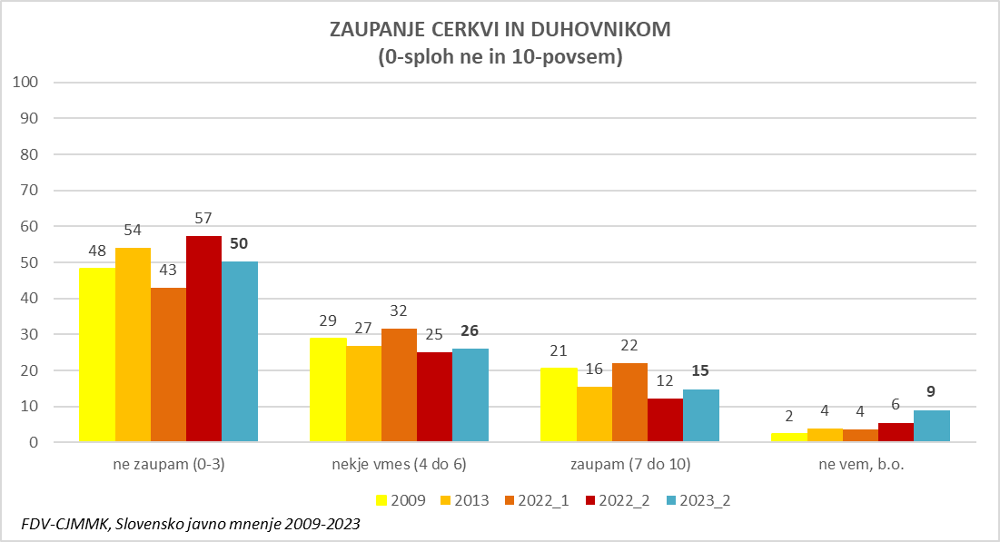 ZAUPANJE CERKVI IN DUHOVNIKOM
(0-sploh ne in 10-povsem)
100
90
80
70
60
50
40
30
20
10
0
48 54 43 57 50
29 27 32 25 26
21 16 22 12 15
2 4 4 6 9
ne zaupam (0-3) nekje vmes (4 do 6) zaupam (7 do 10) ne vem, b.o.
2009 2013 2022_1 2022_2 2023_2
FDV-CJMMK, Slovensko javno mnenje 2009-2023